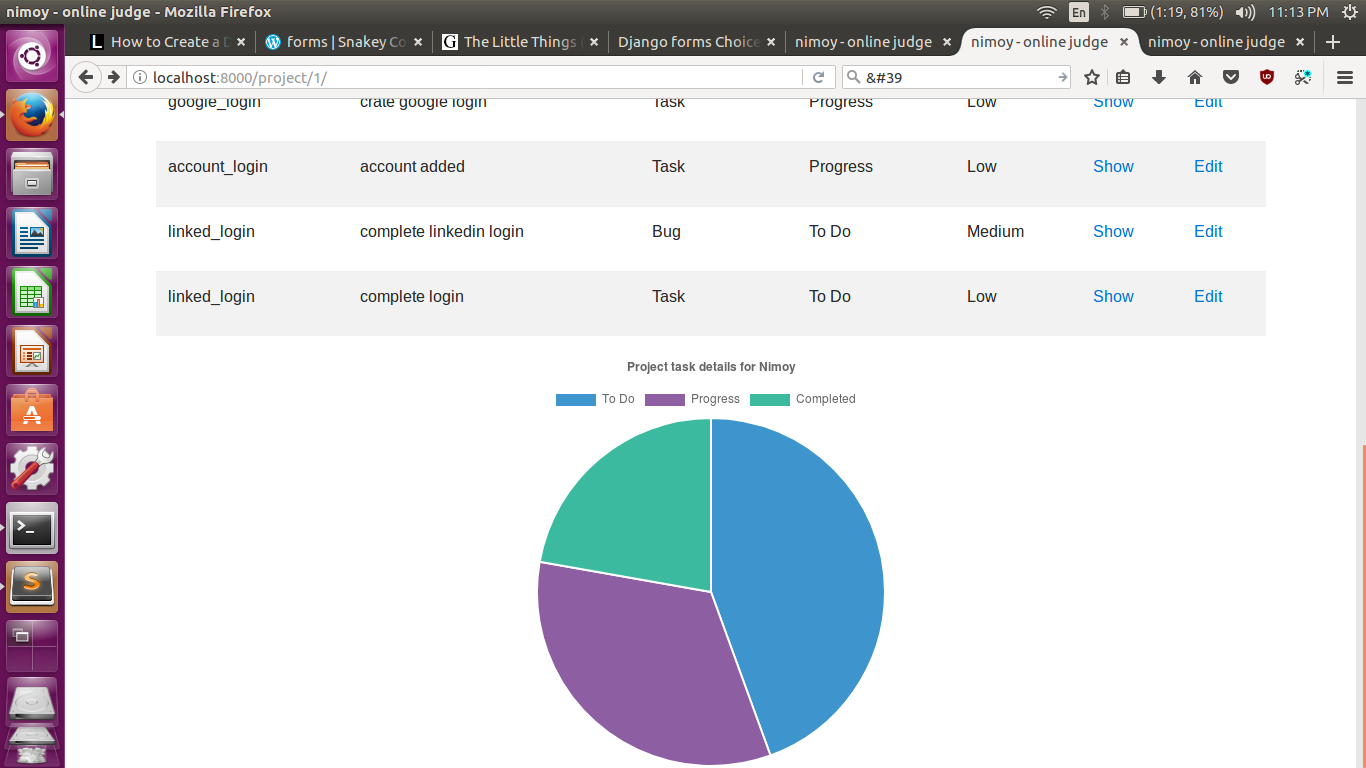 nimoy - online judge - Mozilla Firefox En (1:19, 81%) 11:13 PM
L How to Create a D forms | Snakey Co G The Little Things ( Django forms Choice nimoy - online judge nimoy - online judge nimoy - online judge
localhost:8000/project/1/ &#39
google_login crate google login Task Progress Low Show Edit
account_login account added Task Progress Low Show Edit
linked_login complete linkedin login Bug To Do Medium Show Edit
linked_login complete login Task To Do Low Show Edit
Project task details for Nimoy
To Do Progress Completed